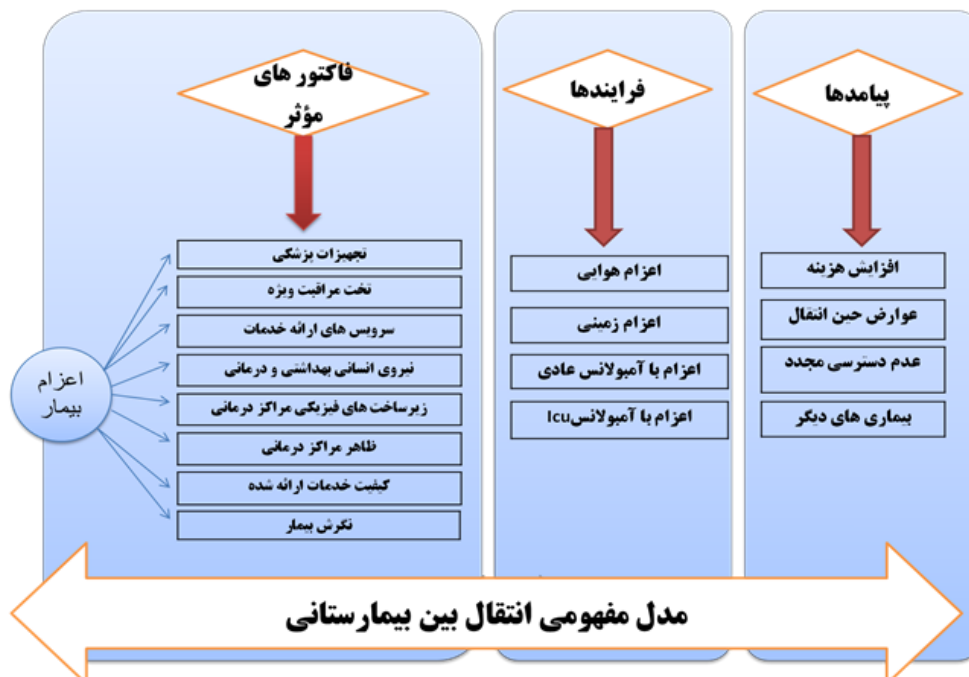 فاکتور های
مؤثر
فرایندها
پیامدها
تجهیزات پزشکی
تخت مراقبت ویژه
سرویس های ارائه خدمات
نیروی انسانی بهداشتی و درمانی
زیرساخت های فیزیکی مراکز درمانی
ظاهر مراکز درمانی
کیفیت خدمات ارائه شده
نگرش بیمار
اعزام
بیمار
اعزام هوایی
اعزام زمینی
اعزام با آمبولانس عادی
اعزام با آمبولانسIcu
افزایش هزینه
عوارض حین انتقال
عدم دسترسی مجدد
بیماری های دیگر
مدل مفهومی انتقال بین بیمارستانی